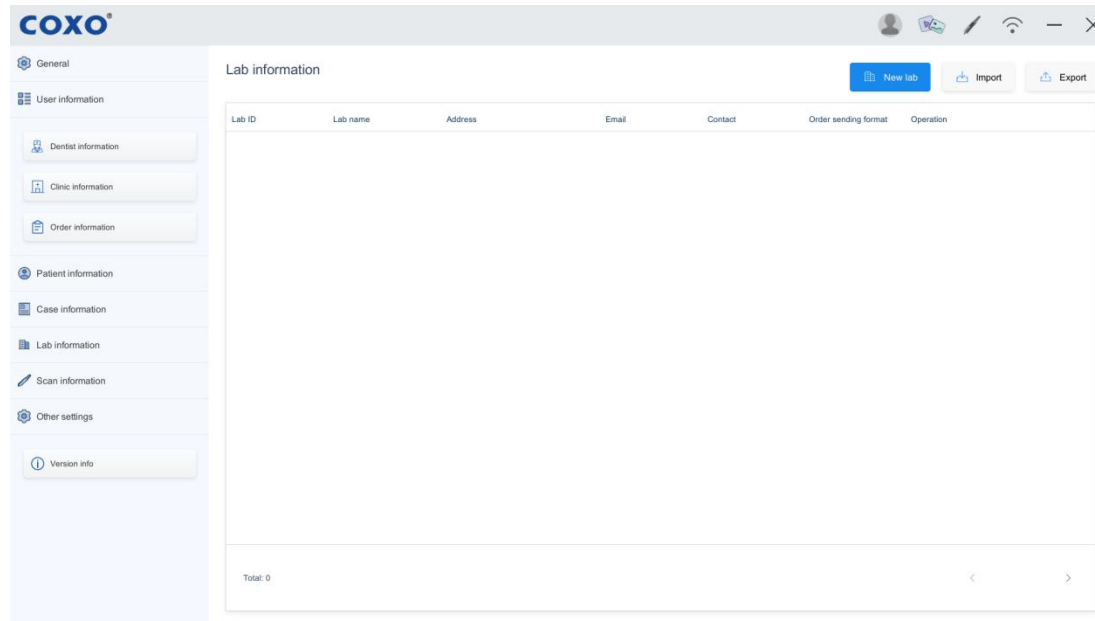 COXO®
General
User information
Dentist information
Clinic information
Order information
Patient information
Case information
Lab information
Scan information
Other settings
Version info
Lab information
New lab Import Export
Lab ID Lab name Address Email Contact Order sending format Operation
Total: 0